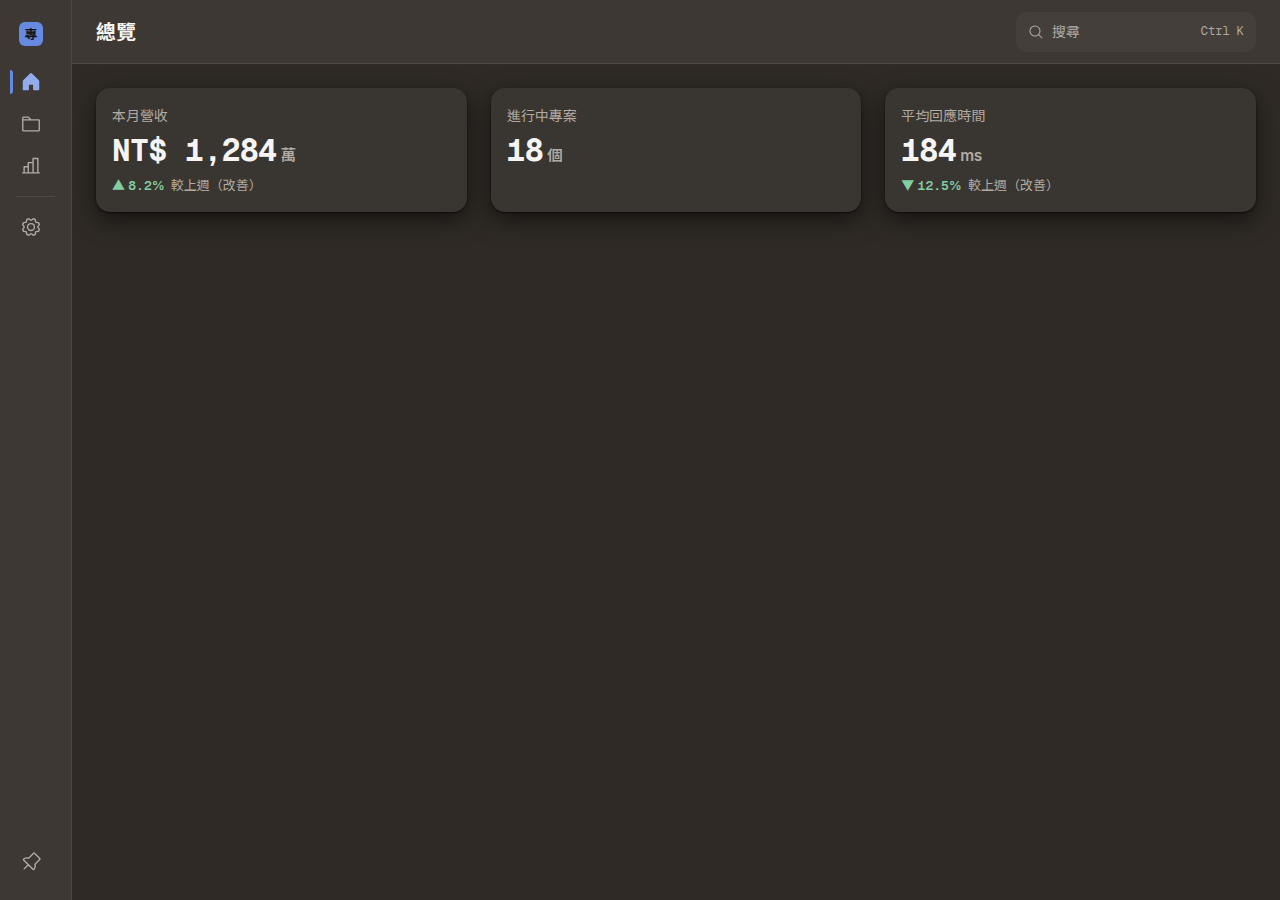 專
總覽
搜尋 Ctrl K
本月營收
NT$ 1,284 萬
▲ 8.2% 較上週（改善）
進行中專案
18 個
平均回應時間
184 ms
▼ 12.5% 較上週（改善）